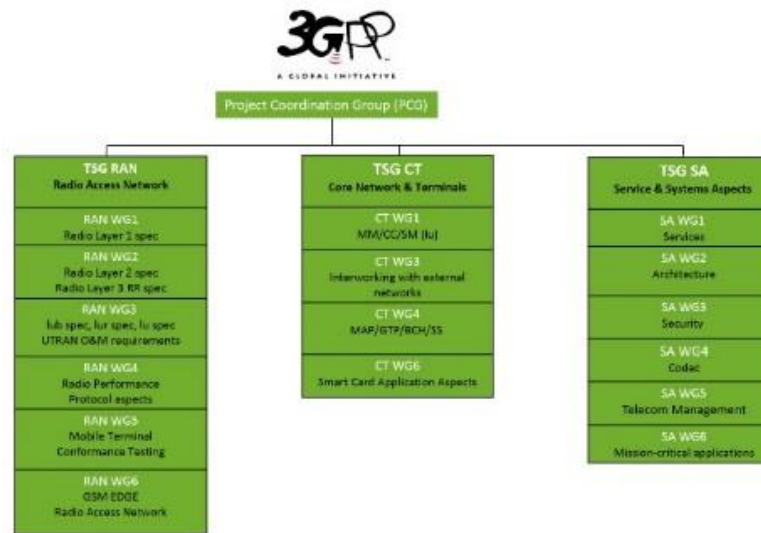 3GPP
A GLOBAL INITIATIVE
Project Coordination Group (PCG)
TSG RAN
Radio Access Network
RAN WG1
Radio Layer 1 spec
RAN WG2
Radio Layer 2 spec
Radio Layer 3 RR spec
RAN WG3
Iub spec, Iur spec, Iu spec
UTRAN O&M requirements
RAN WG4
Radio Performance
Protocol aspects
RAN WG5
Mobile Terminal
Conformance Testing
RAN WG6
GSM EDGE
Radio Access Network
TSG CT
Core Network & Terminals
CT WG1
MM/CC/SM (Iu)
CT WG3
Interworking with external
networks
CT WG4
MAP/GTP/BCH/SS
CT WG6
Smart Card Application Aspects
TSG SA
Service & Systems Aspects
SA WG1
Services
SA WG2
Architecture
SA WG3
Security
SA WG4
Codec
SA WG5
Telecom Management
SA WG6
Mission-critical applications